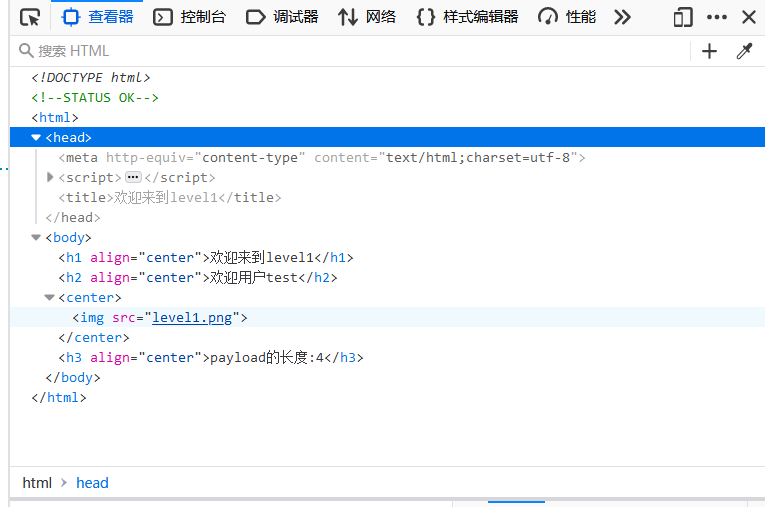 查看器 控制台 调试器 网络 {} 样式编辑器 性能
搜索 HTML
<!DOCTYPE html>
<!--STATUS OK-->
<html>
<head>
<meta http-equiv="content-type" content="text/html;charset=utf-8">
<script>⋯</script>
<title>欢迎来到level1</title>
</head>
<body>
<h1 align="center">欢迎来到level1</h1>
<h2 align="center">欢迎用户test</h2>
<center>
<img src="level1.png">
</center>
<h3 align="center">payload的长度:4</h3>
</body>
</html>
html > head